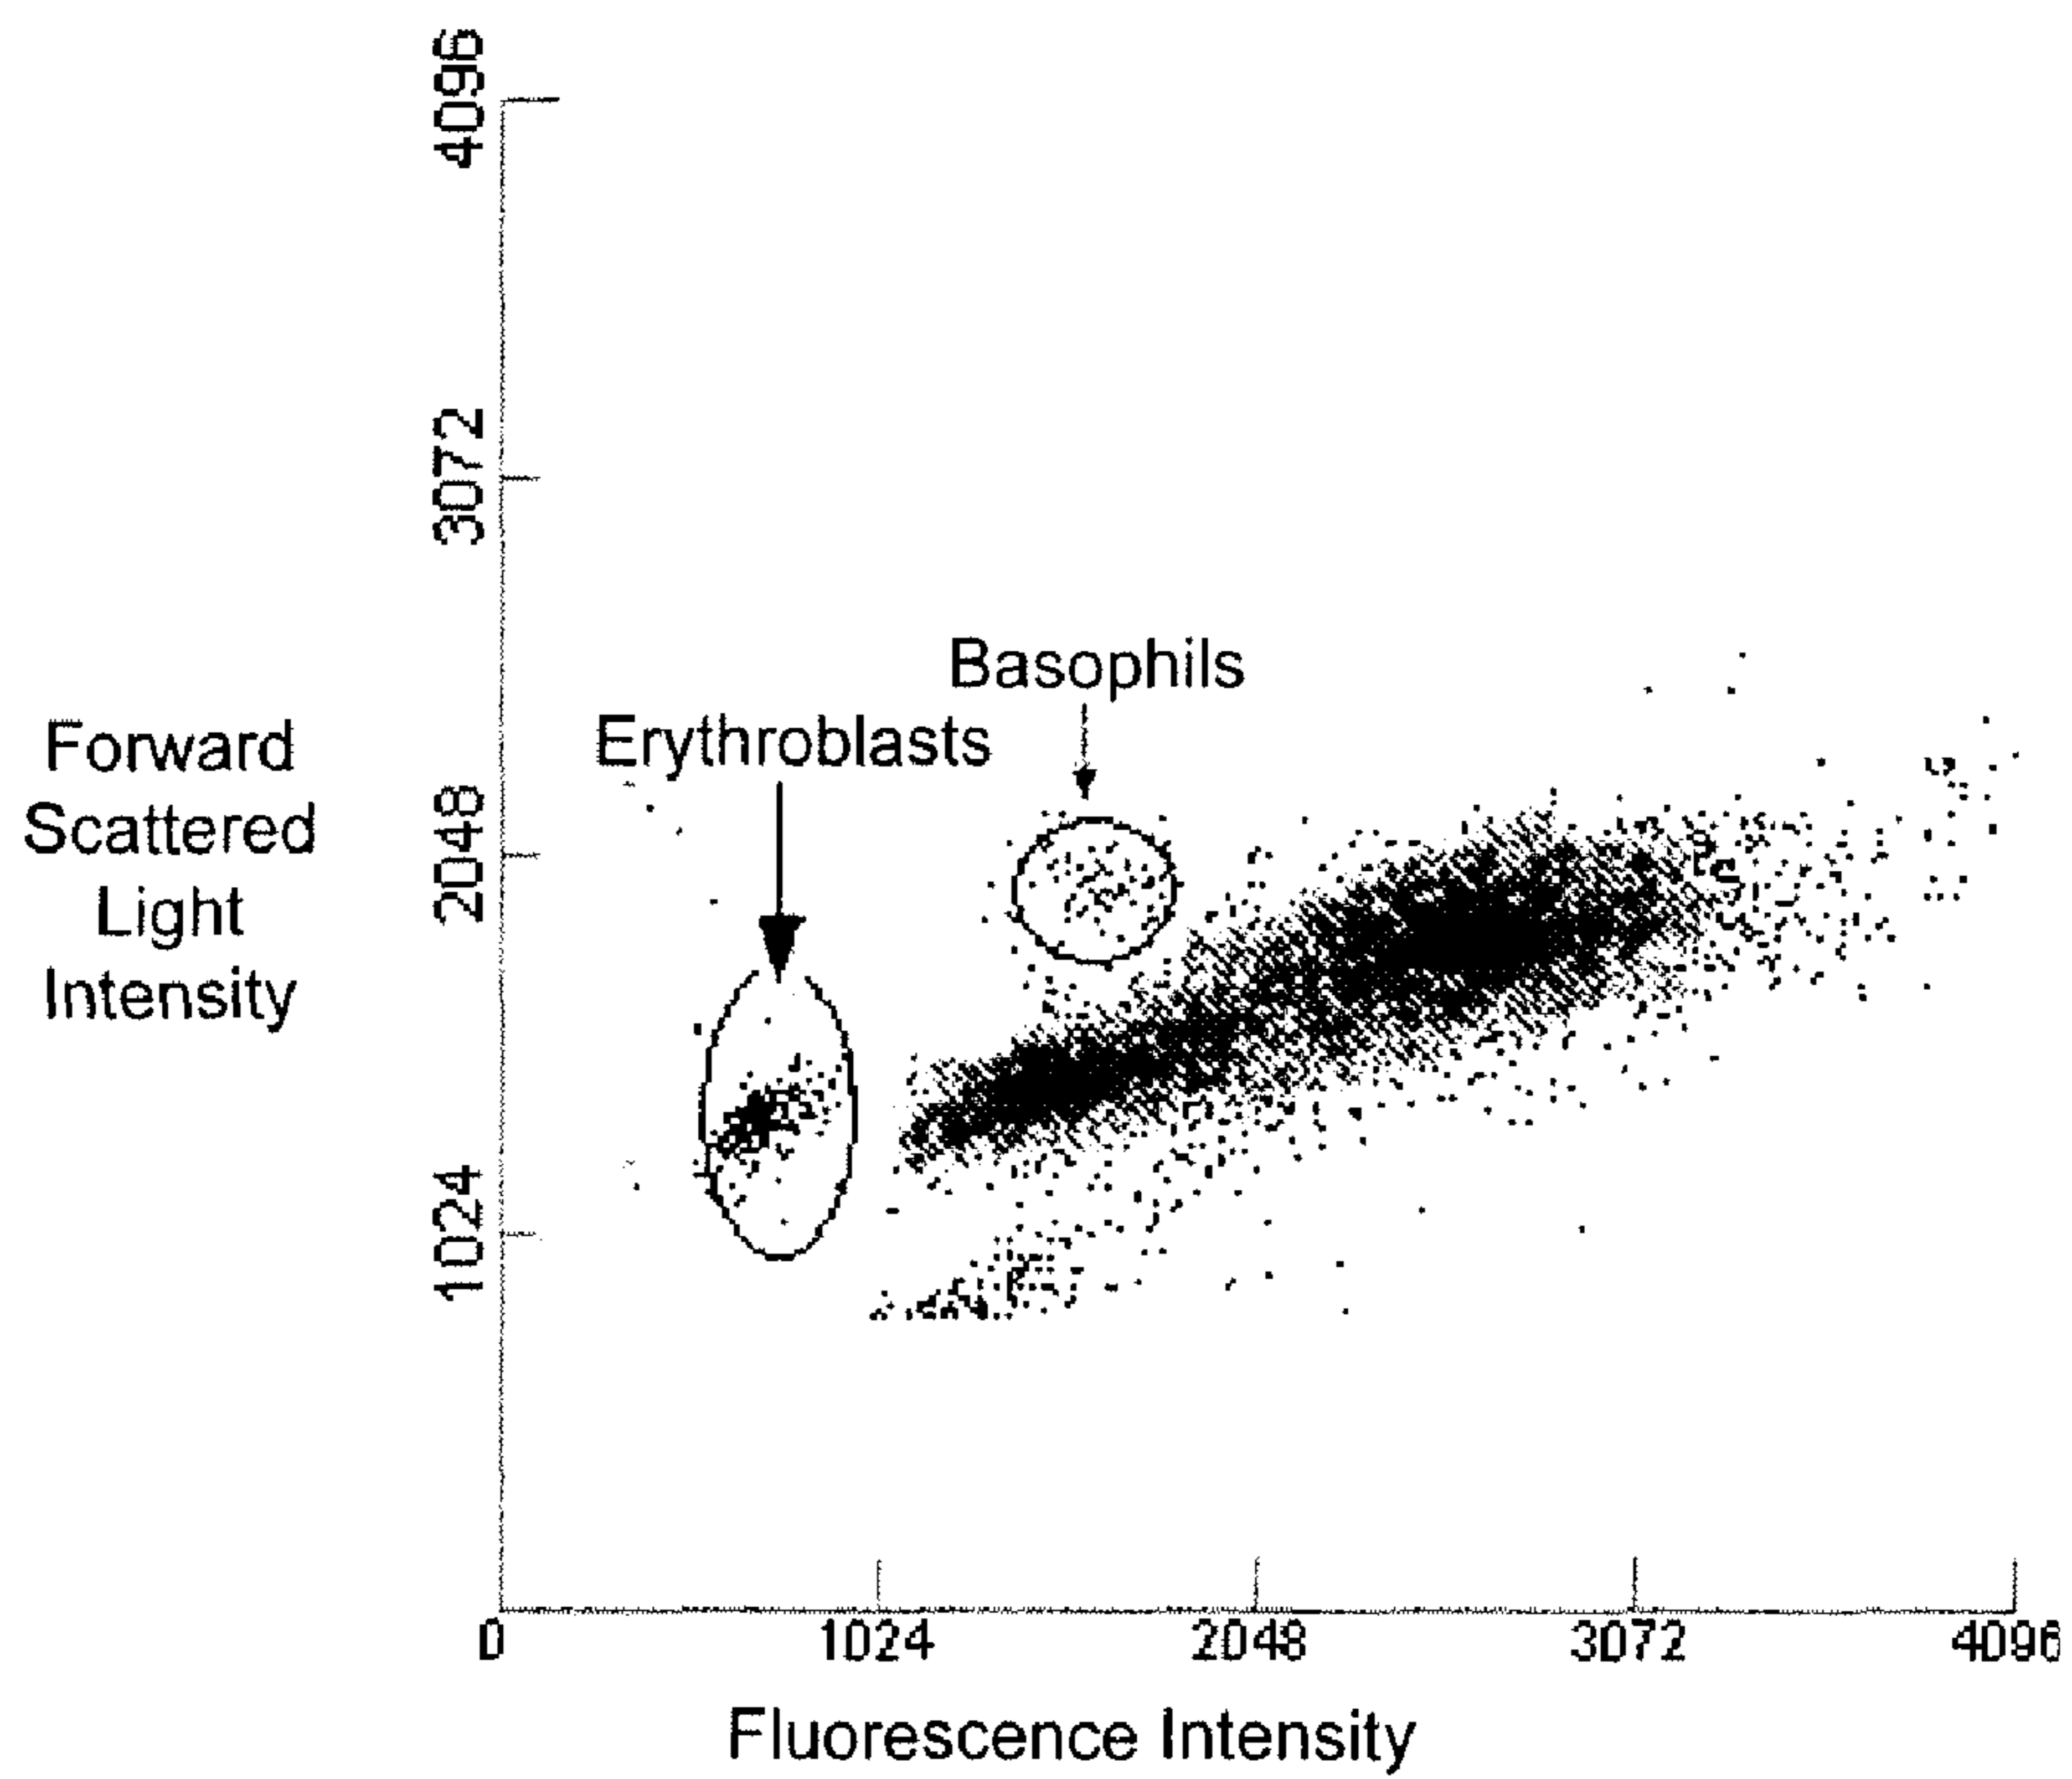 4096
3072
Basophils
Erythroblasts
Forward
Scattered
Light
Intensity
2048
1024
0
1024
2048
3072
4096
Fluorescence Intensity